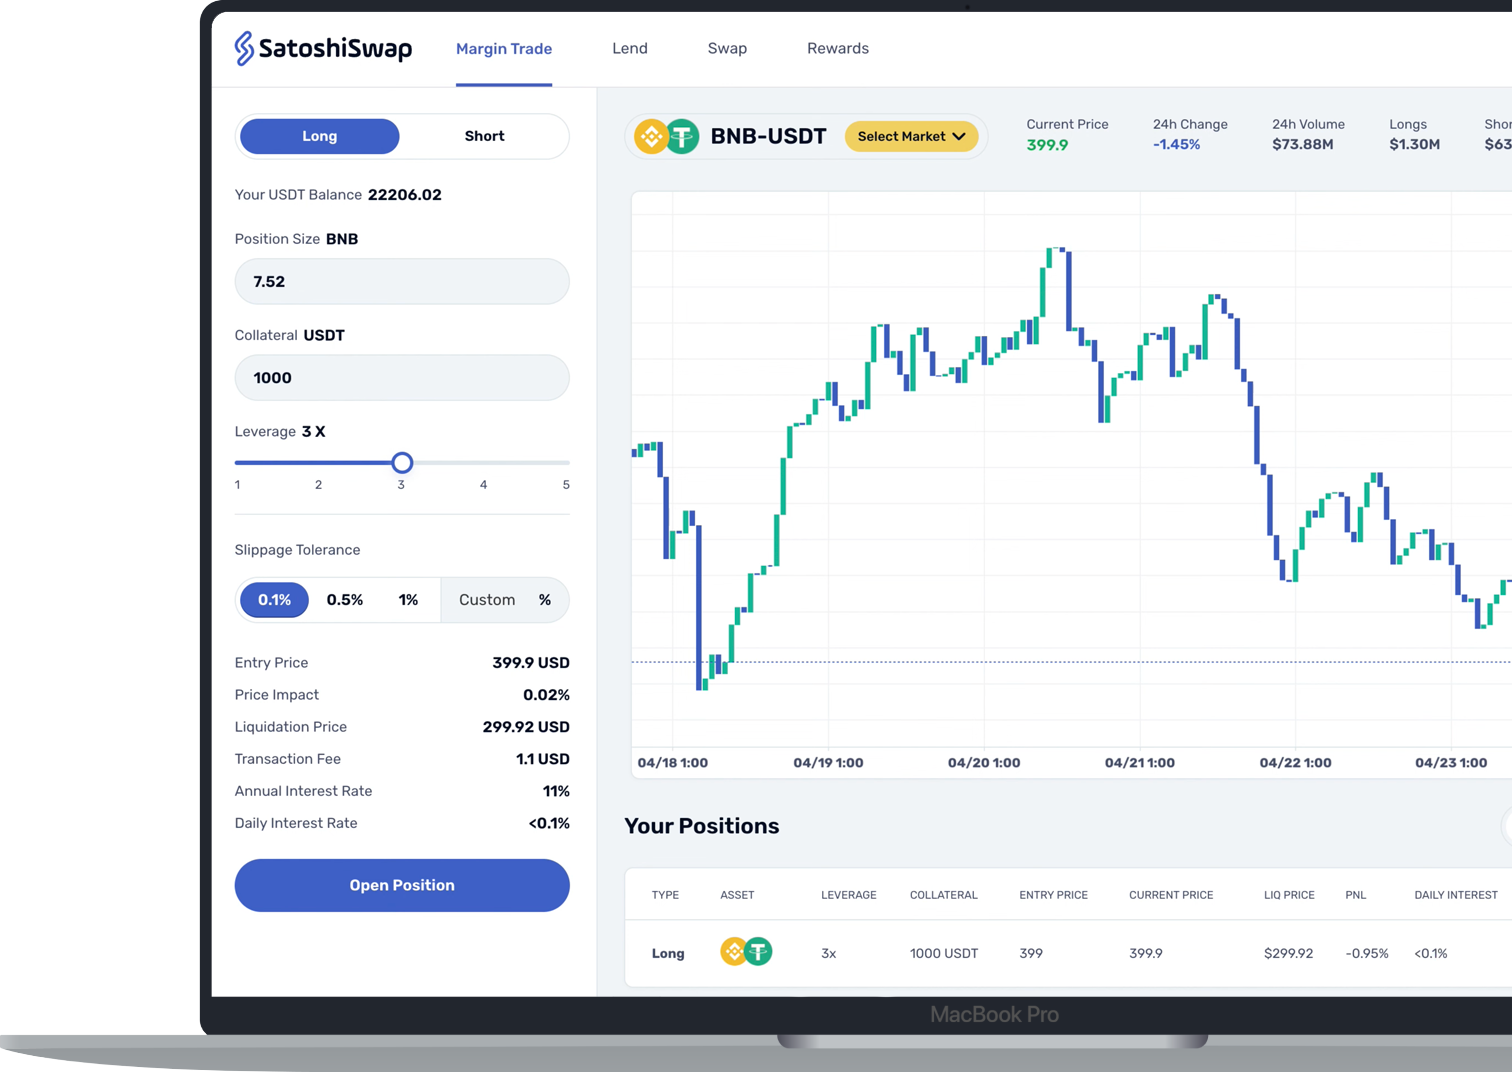 SatoshiSwap
Margin Trade
Lend
Swap
Rewards
Long
Short
Your USDT Balance 22206.02
Position Size BNB
7.52
Collateral USDT
1000
Leverage 3 X
1 2 3 4 5
Slippage Tolerance
0.1% 0.5% 1% Custom %
Entry Price 399.9 USD
Price Impact 0.02%
Liquidation Price 299.92 USD
Transaction Fee 1.1 USD
Annual Interest Rate 11%
Daily Interest Rate <0.1%
Open Position
BNB-USDT
Select Market
Current Price
399.9
24h Change
-1.45%
24h Volume
$73.88M
Longs
$1.30M
Shor
$63
04/18 1:00 04/19 1:00 04/20 1:00 04/21 1:00 04/22 1:00 04/23 1:00
Your Positions
TYPE ASSET LEVERAGE COLLATERAL ENTRY PRICE CURRENT PRICE LIQ PRICE PNL DAILY INTEREST
Long 3x 1000 USDT 399 399.9 $299.92 -0.95% <0.1%
MacBook Pro